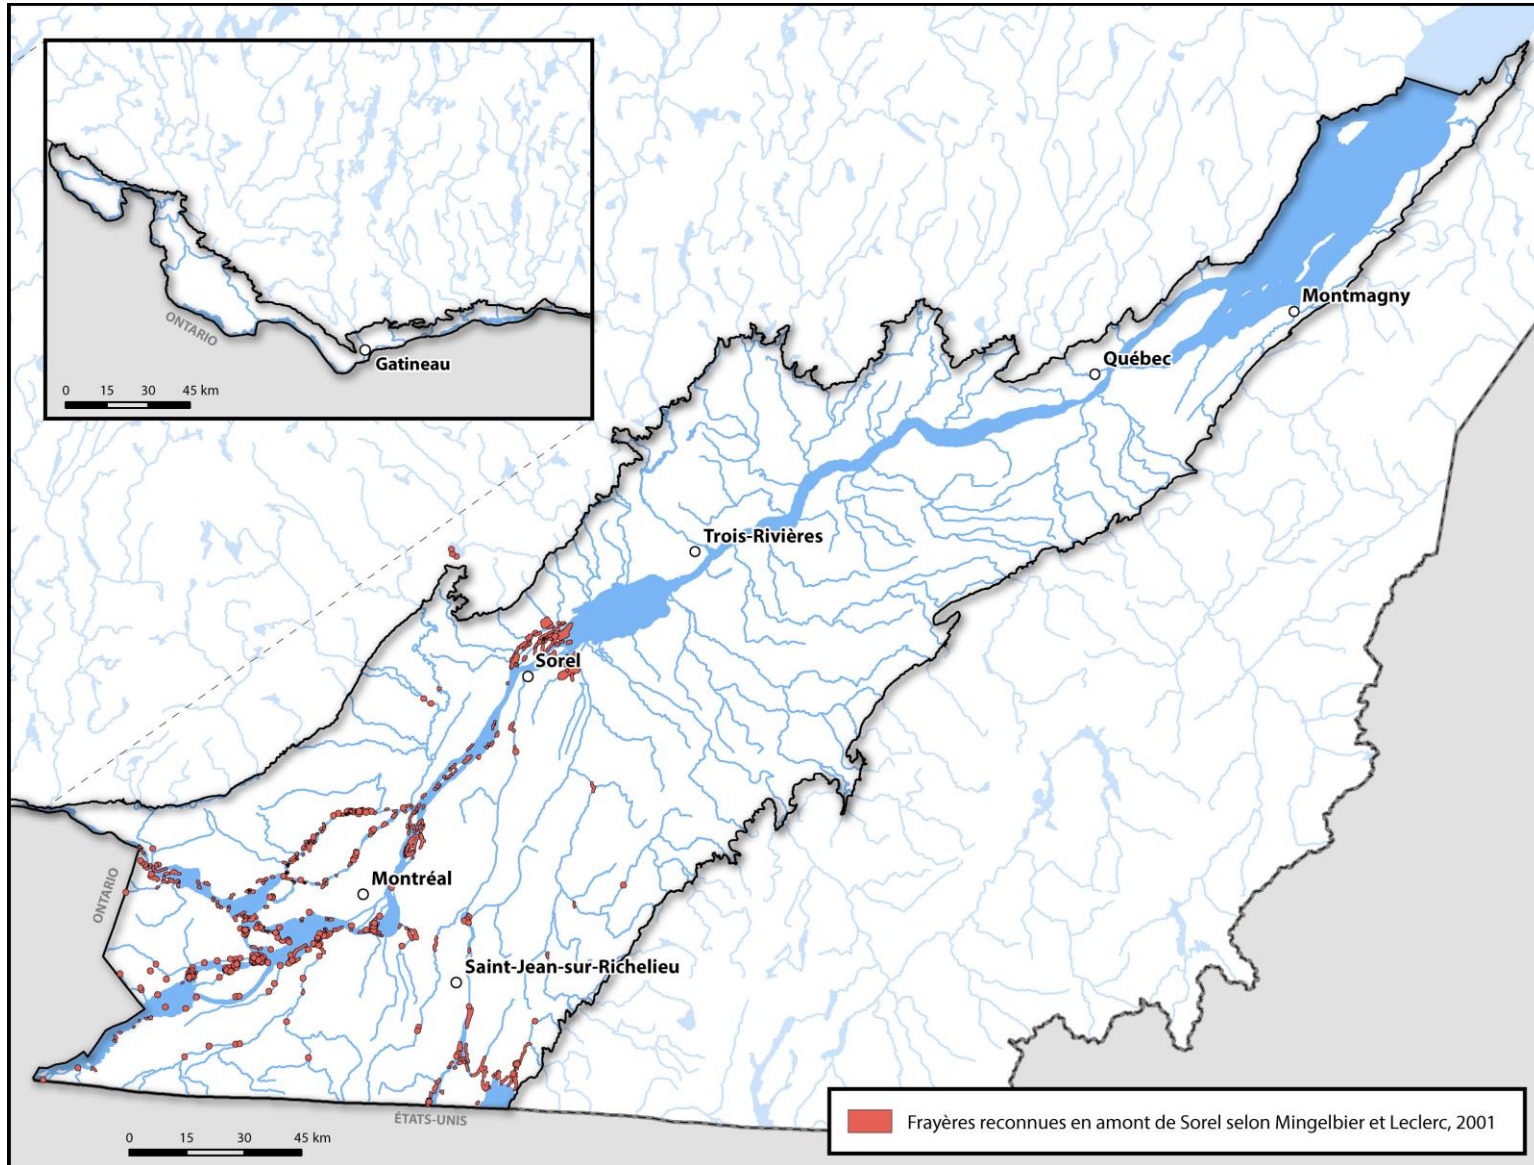 ONTARIO
Gatineau
0 15 30 45 km
Montmagny
Québec
Trois-Rivières
Sorel
Montréal
ONTARIO
Saint-Jean-sur-Richelieu
ÉTATS-UNIS
0 15 30 45 km
Frayères reconnues en amont de Sorel selon Mingelbier et Leclerc, 2001